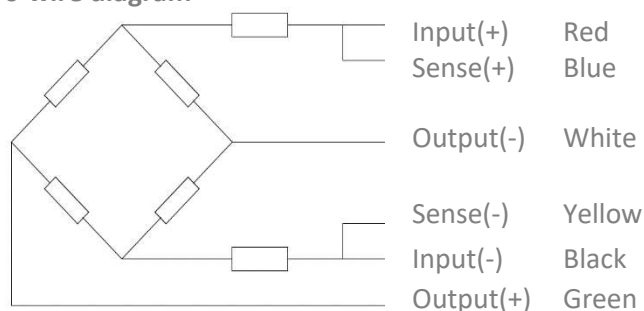 Input(+) Red
Sense(+) Blue
Output(-) White
Sense(-) Yellow
Input(-) Black
Output(+) Green